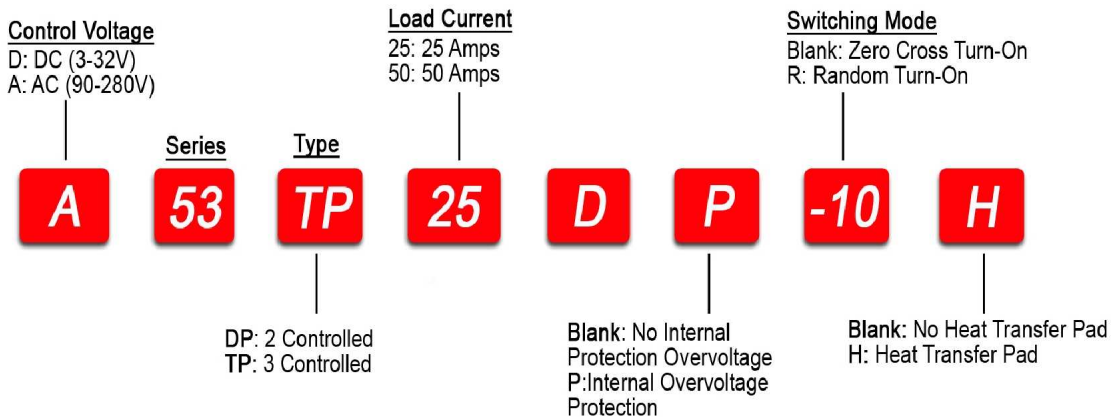 Control Voltage
D: DC (3-32V)
A: AC (90-280V)
Load Current
25: 25 Amps
50: 50 Amps
Switching Mode
Blank: Zero Cross Turn-On
R: Random Turn-On
Series
Type
A
53
TP
25
D
P
-10
H
DP: 2 Controlled
TP: 3 Controlled
Blank: No Internal
Protection Overvoltage
P:Internal Overvoltage
Protection
Blank: No Heat Transfer Pad
H: Heat Transfer Pad